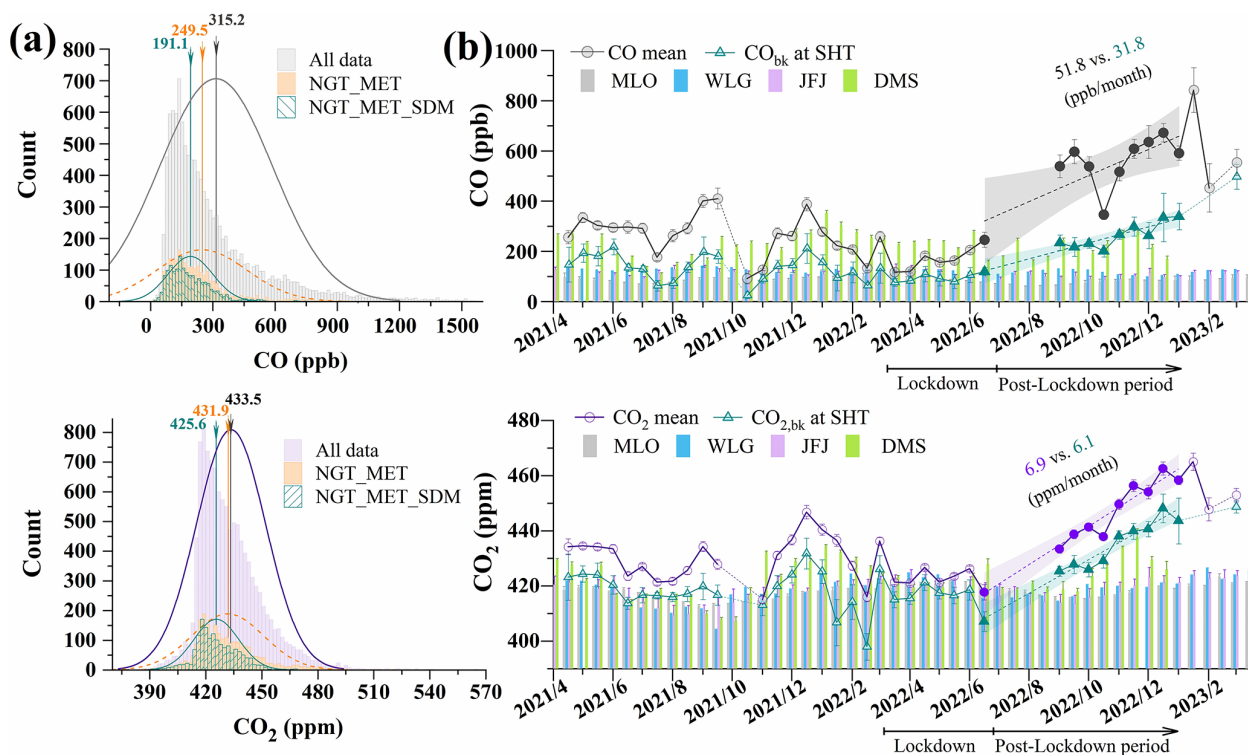 (a)
315.2
249.5
191.1
800
700
600
500
400
300
200
100
0
Count
All data
NGT_MET
NGT_MET_SDM
0 300 600 900 1200 1500
CO (ppb)
433.5
431.9
425.6
800
700
600
500
400
300
200
100
0
Count
All data
NGT_MET
NGT_MET_SDM
390 420 450 480 510 540 570
CO2 (ppm)
(b)
1000
800
600
400
200
0
CO (ppb)
CO mean CObk at SHT
MLO WLG JFJ DMS
51.8 vs. 31.8
(ppb/month)
2021/4 2021/6 2021/8 2021/10 2021/12 2022/2 2022/4 2022/6 2022/8 2022/10 2022/12 2023/2
Lockdown Post-Lockdown period
480
460
440
420
400
CO2 (ppm)
CO2 mean CO2,bk at SHT
MLO WLG JFJ DMS
6.9 vs. 6.1
(ppm/month)
2021/4 2021/6 2021/8 2021/10 2021/12 2022/2 2022/4 2022/6 2022/8 2022/10 2022/12 2023/2
Lockdown Post-Lockdown period